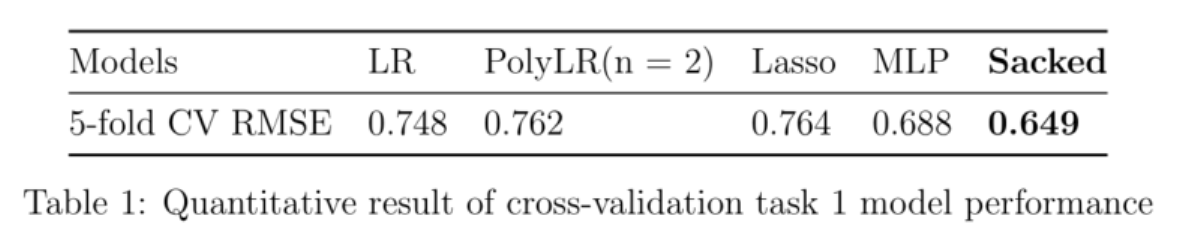 Models LR PolyLR(n = 2) Lasso MLP Sacked
5-fold CV RMSE 0.748 0.762 0.764 0.688 0.649
Table 1: Quantitative result of cross-validation task 1 model performance